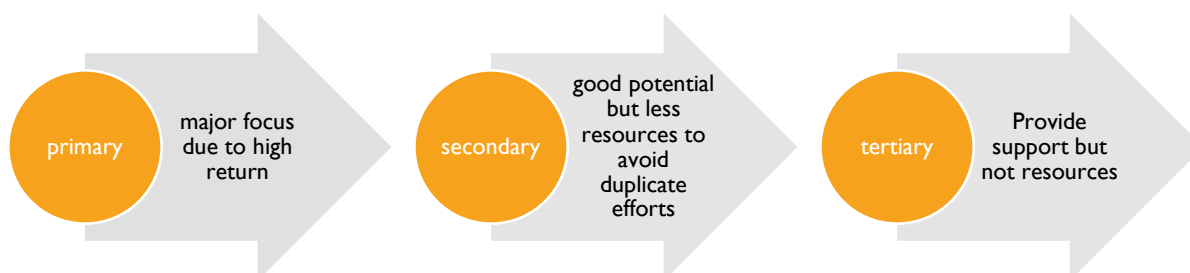 primary
major focus
due to high
return
secondary
good potential
but less
resources to
avoid
duplicate
efforts
tertiary
Provide
support but
not resources